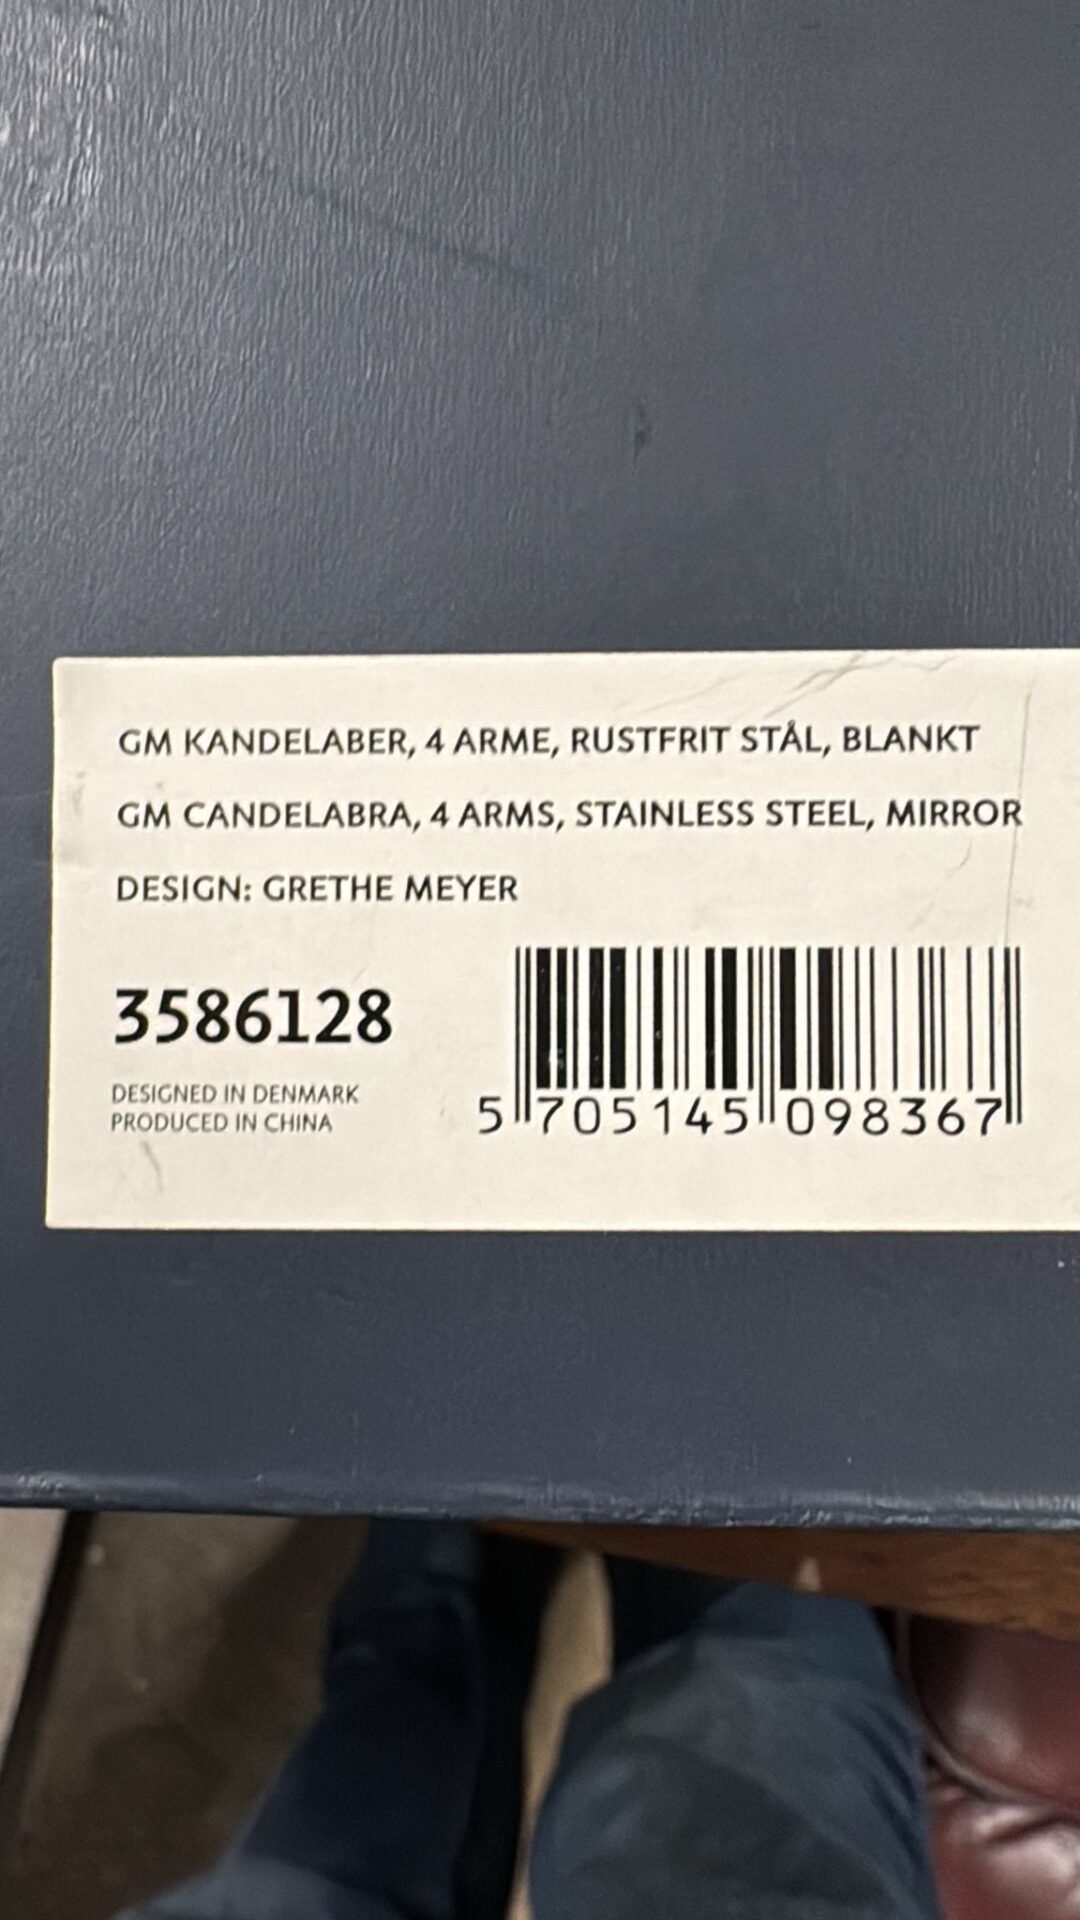 GM KANDELABER, 4 ARME, RUSTFRIT STÅL, BLANKT
GM CANDELABRA, 4 ARMS, STAINLESS STEEL, MIRROR
DESIGN: GRETHE MEYER
3586128
DESIGNED IN DENMARK
PRODUCED IN CHINA
5 705145 098367